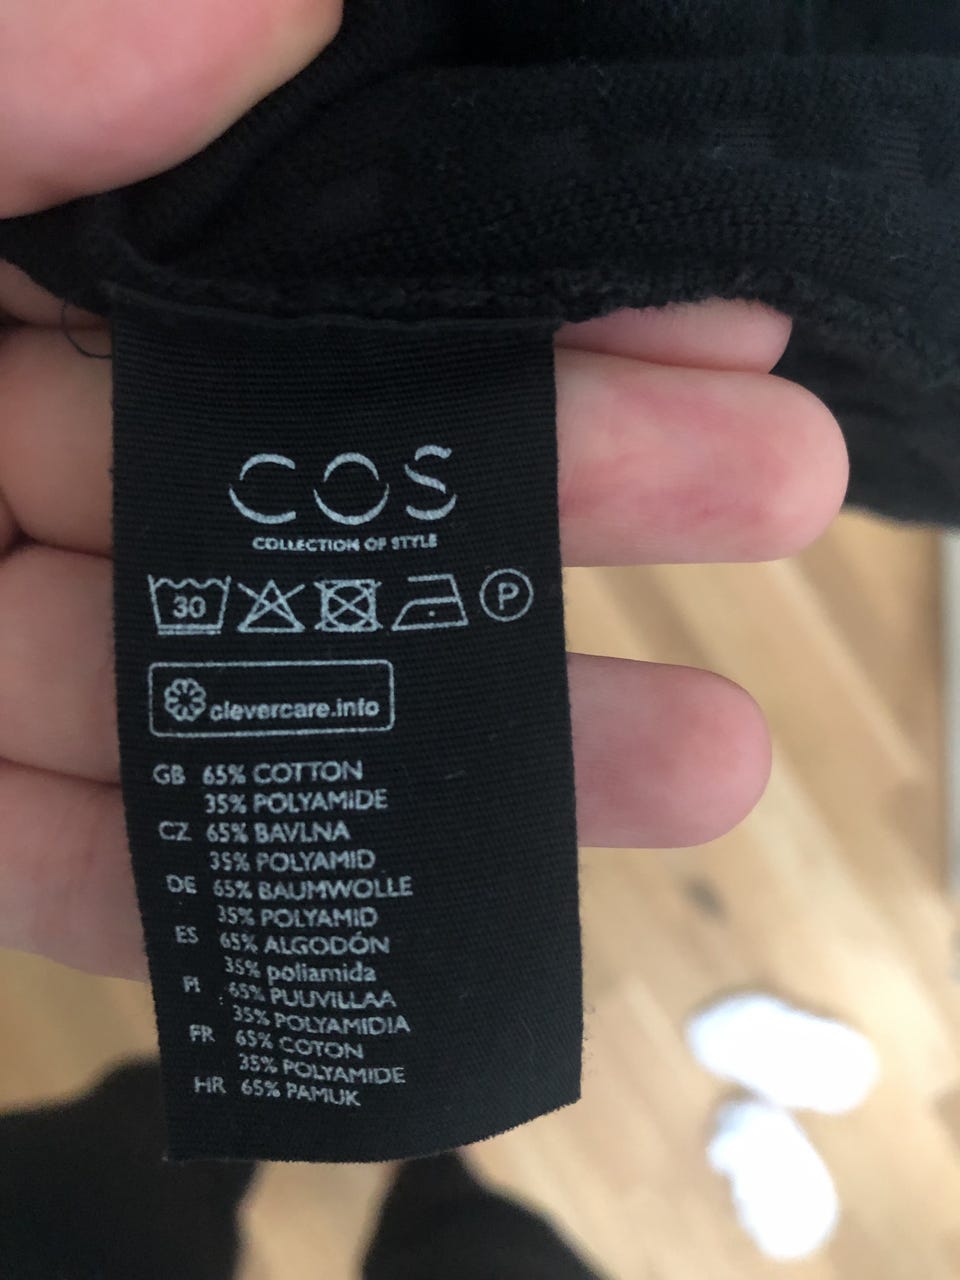 COS
COLLECTION OF STYLE
30 P
clevercare.info
GB 65% COTTON
35% POLYAMIDE
CZ 65% BAVLNA
35% POLYAMID
DE 65% BAUMWOLLE
35% POLYAMID
ES 65% ALGODÓN
35% poliamida
FI 65% PUUVILLAA
35% POLYAMIDIA
FR 65% COTON
35% POLYAMIDE
HR 65% PAMUK